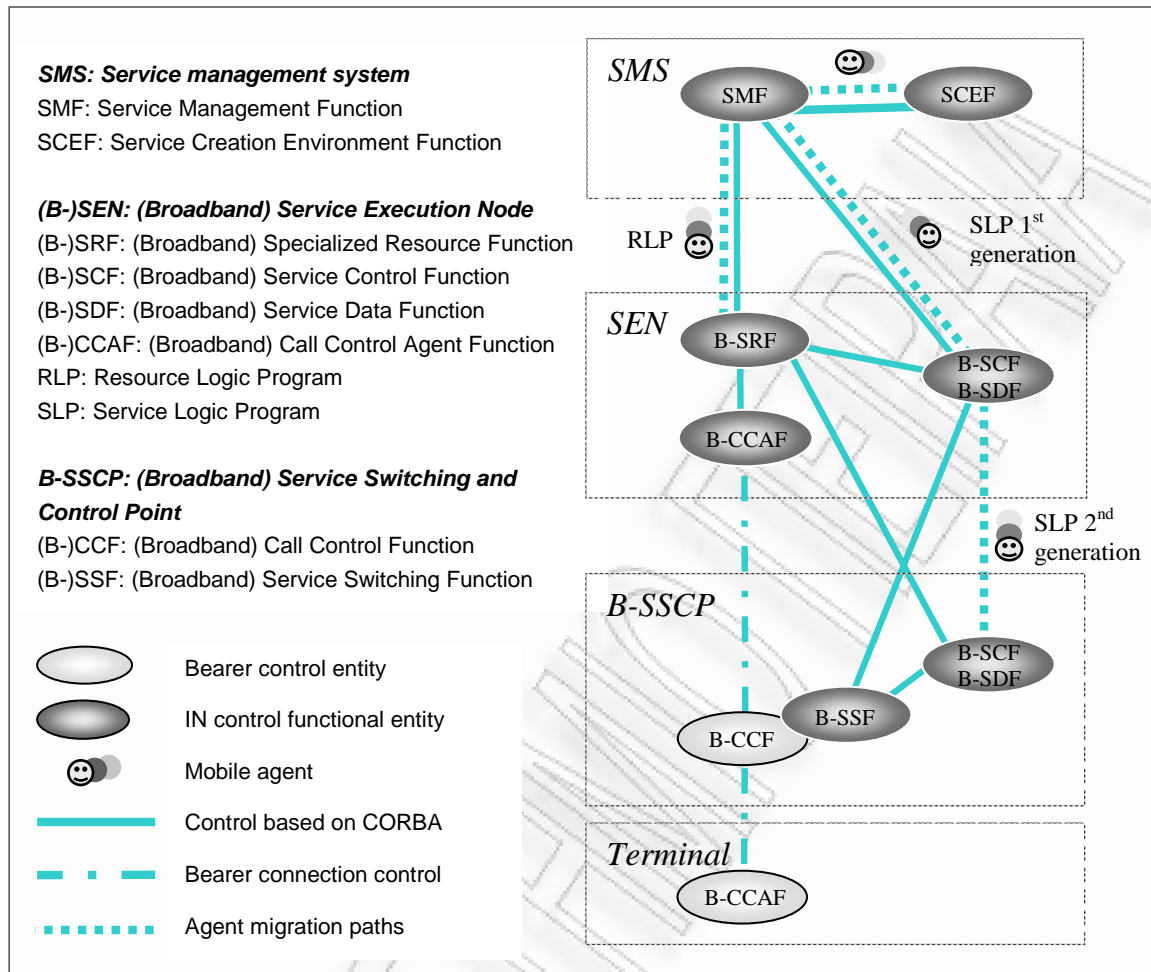 SMS: Service management system
SMF: Service Management Function
SCEF: Service Creation Environment Function
(B-)SEN: (Broadband) Service Execution Node
(B-)SRF: (Broadband) Specialized Resource Function
(B-)SCF: (Broadband) Service Control Function
(B-)SDF: (Broadband) Service Data Function
(B-)CCAF: (Broadband) Call Control Agent Function
RLP: Resource Logic Program
SLP: Service Logic Program
B-SSCP: (Broadband) Service Switching and
Control Point
(B-)CCF: (Broadband) Call Control Function
(B-)SSF: (Broadband) Service Switching Function
Bearer control entity
IN control functional entity
Mobile agent
Control based on CORBA
Bearer connection control
Agent migration paths
SMS
SMF
SCEF
RLP
SLP 1st
generation
SEN
B-SRF
B-SCF
B-SDF
B-CCAF
SLP 2nd
generation
B-SSCP
B-SCF
B-SDF
B-SSF
B-CCF
Terminal
B-CCAF